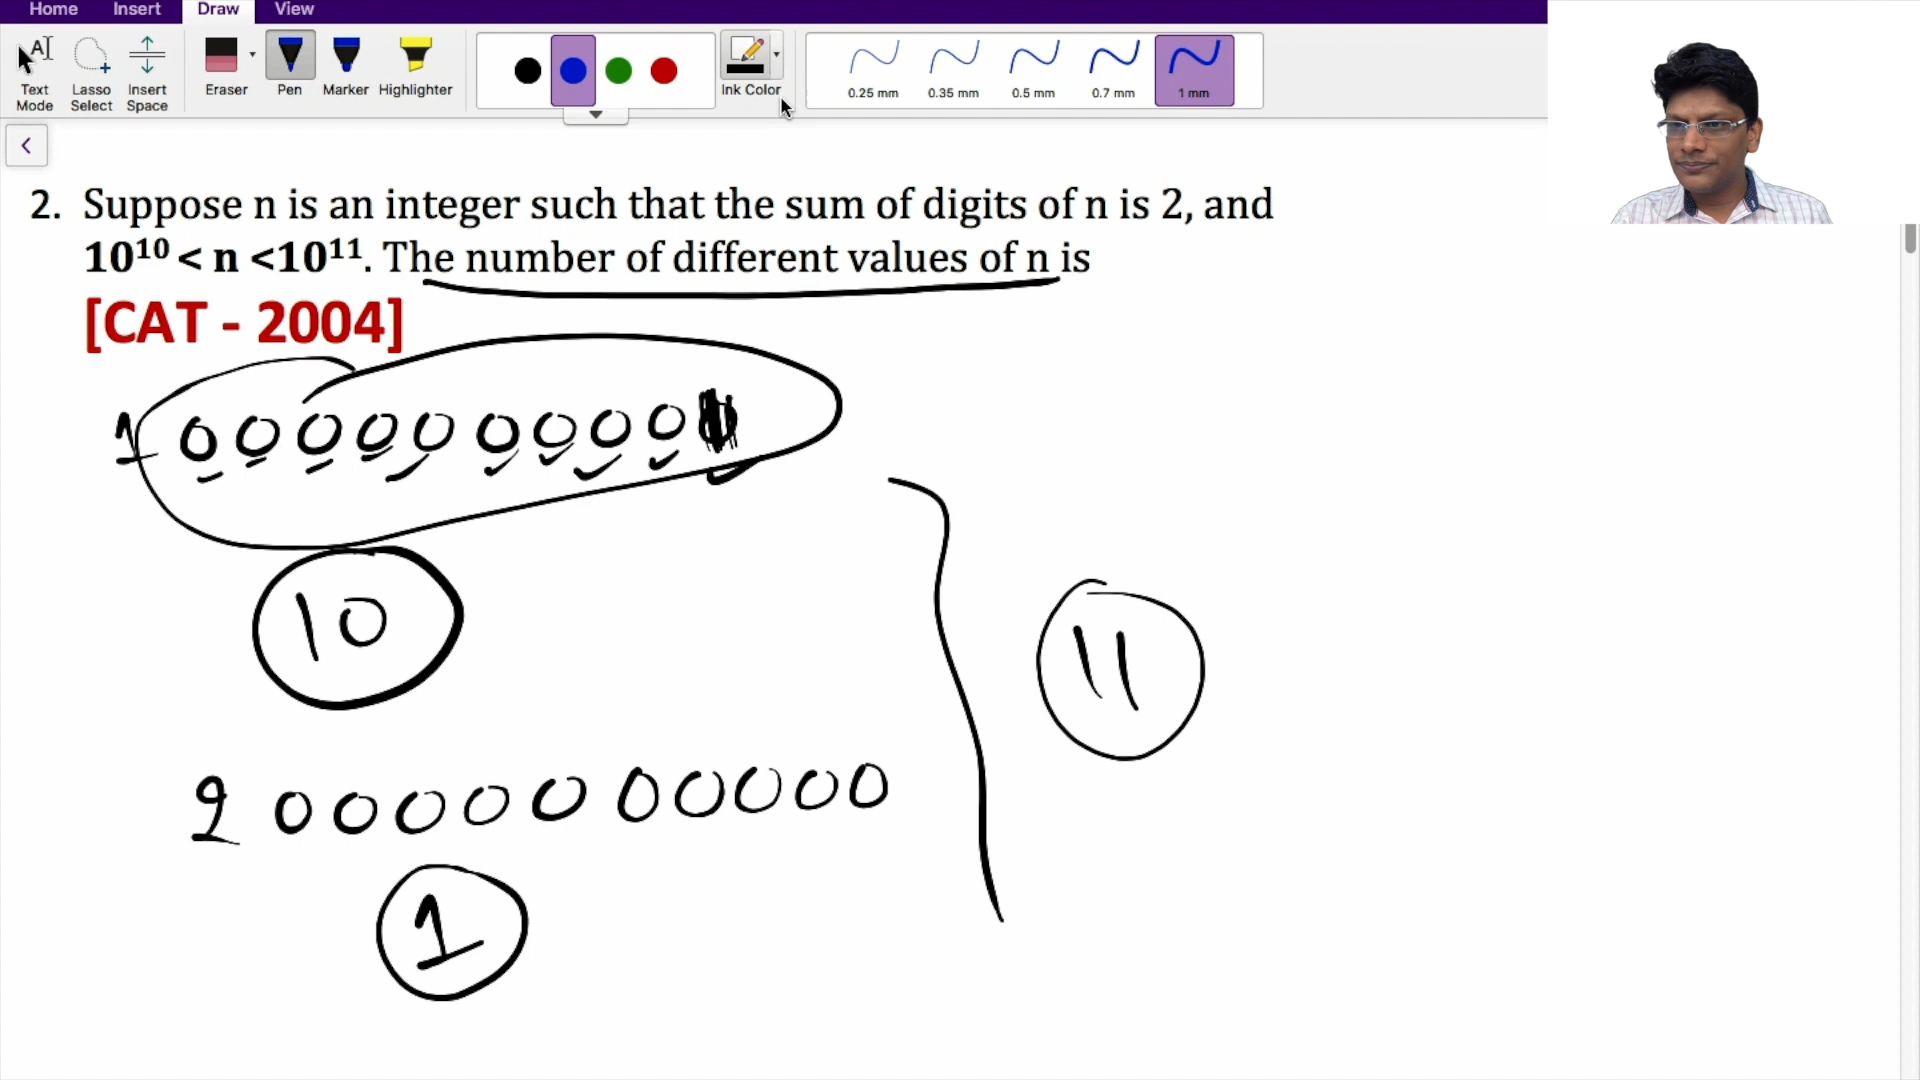 Home Insert Draw View
Text Mode Lasso Select Insert Space Eraser Pen Marker Highlighter Ink Color 0.25 mm 0.35 mm 0.5 mm 0.7 mm 1 mm
2. Suppose n is an integer such that the sum of digits of n is 2, and
10¹⁰ < n <10¹¹. The number of different values of n is
[CAT - 2004]
1 0 0 0 0 0 0 0 0 0
10
11
2 0 0 0 0 0 0 0 0 0 0
1